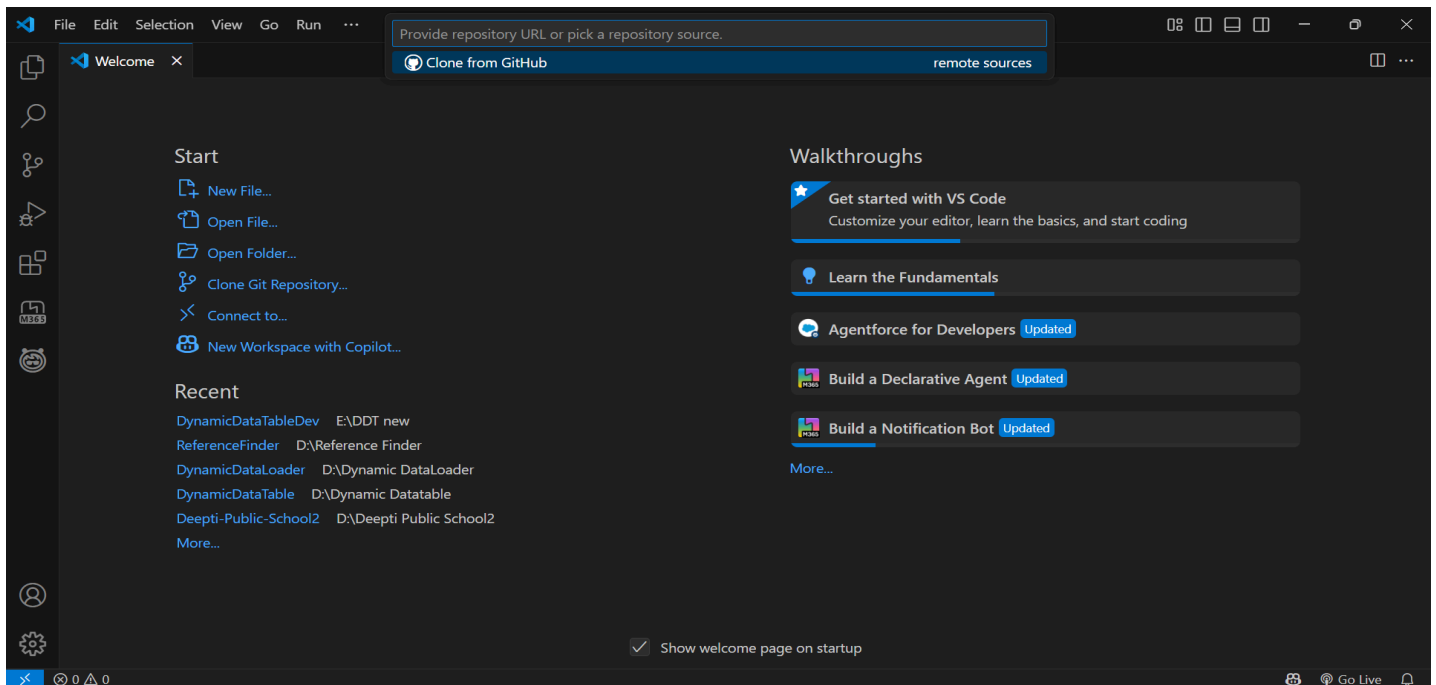 File Edit Selection View Go Run ···
Provide repository URL or pick a repository source.
Clone from GitHub remote sources
Welcome
Start
New File...
Open File...
Open Folder...
Clone Git Repository...
Connect to...
New Workspace with Copilot...
Recent
DynamicDataTableDev E:\DDT new
ReferenceFinder D:\Reference Finder
DynamicDataLoader D:\Dynamic DataLoader
DynamicDataTable D:\Dynamic Datatable
Deepti-Public-School2 D:\Deepti Public School2
More...
Walkthroughs
Get started with VS Code
Customize your editor, learn the basics, and start coding
Learn the Fundamentals
Agentforce for Developers Updated
Build a Declarative Agent Updated
Build a Notification Bot Updated
More...
M365
Show welcome page on startup
0 0
Go Live